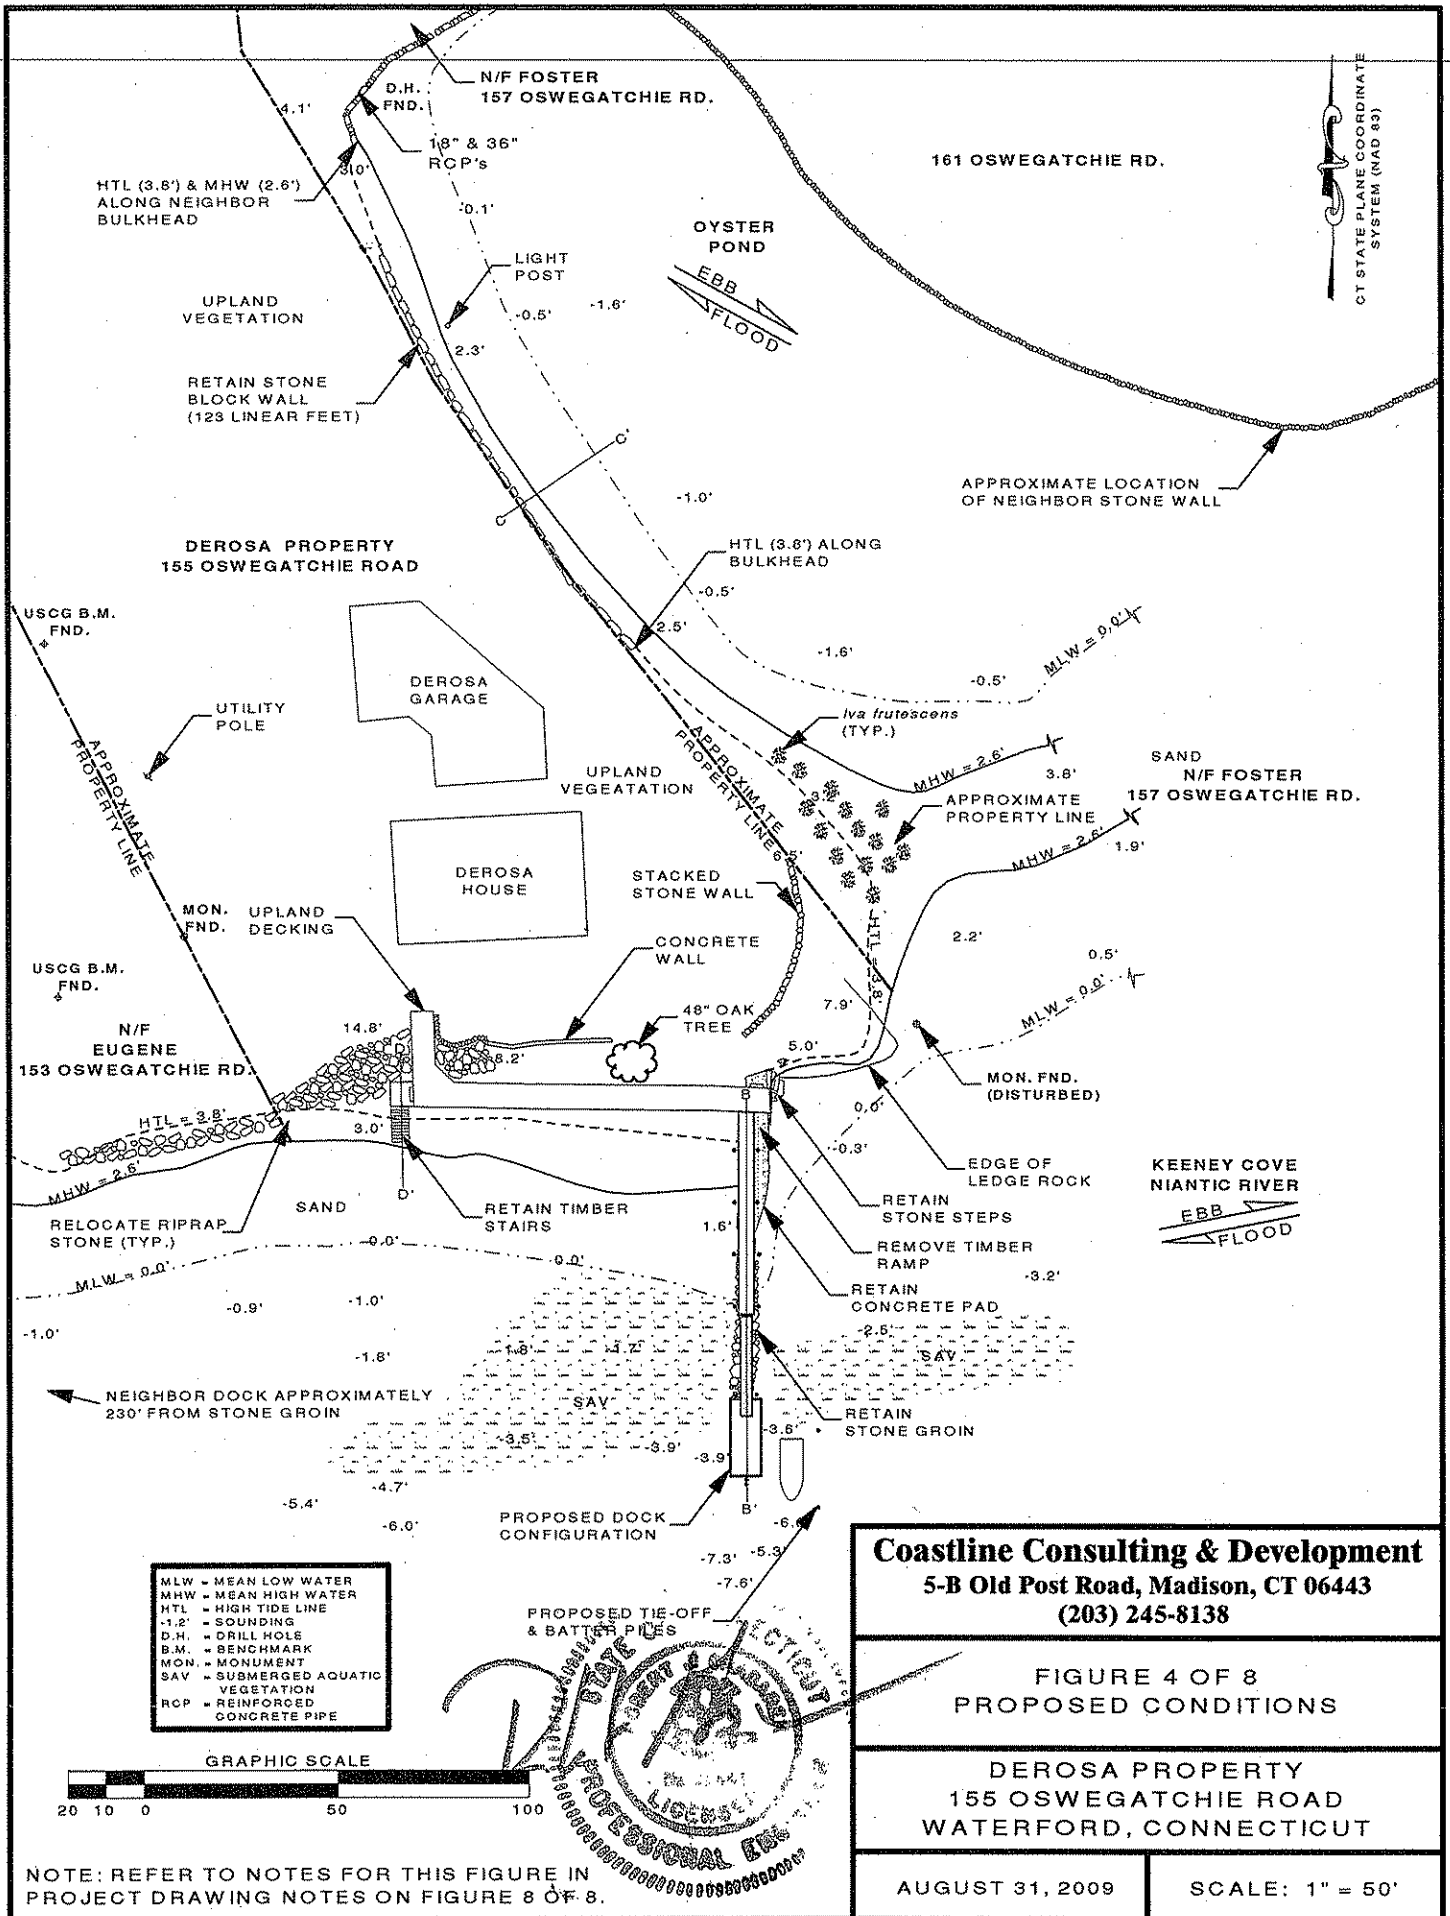 N/F FOSTER
157 OSWEGATCHIE RD.
D.H.
FND.
4.1'
18" & 36"
RCP's
3.0'
HTL (3.8') & MHW (2.6')
ALONG NEIGHBOR
BULKHEAD
-0.1'
161 OSWEGATCHIE RD.
CT STATE PLANE COORDINATE
SYSTEM (NAD 83)
OYSTER
POND
EBB
FLOOD
LIGHT
POST
UPLAND
VEGETATION
-0.5'
-1.6'
2.3'
RETAIN STONE
BLOCK WALL
(123 LINEAR FEET)
C'
C
-1.0'
APPROXIMATE LOCATION
OF NEIGHBOR STONE WALL
DEROSA PROPERTY
155 OSWEGATCHIE ROAD
HTL (3.8') ALONG
BULKHEAD
-0.5'
2.5'
-1.6'
-0.5'
MLW = 0.0'
USCG B.M.
FND.
DEROSA
GARAGE
UTILITY
POLE
Iva frutescens
(TYP.)
APPROXIMATE
PROPERTY LINE
APPROXIMATE
PROPERTY LINE
UPLAND
VEGEATATION
MHW = 2.6'
3.8'
SAND
N/F FOSTER
157 OSWEGATCHIE RD.
APPROXIMATE
PROPERTY LINE
MHW = 2.6'
1.9'
DEROSA
HOUSE
STACKED
STONE WALL
MON.
FND.
UPLAND
DECKING
CONCRETE
WALL
HTL = 3.8'
2.2'
0.5'
MLW = 0.0'
USCG B.M.
FND.
48" OAK
TREE
7.9'
14.8'
8.2'
5.0'
N/F
EUGENE
153 OSWEGATCHIE RD.
MON. FND.
(DISTURBED)
B
0.0'
HTL = 3.8'
3.0'
-0.3'
MHW = 2.6'
D'
EDGE OF
LEDGE ROCK
KEENEY COVE
NIANTIC RIVER
EBB
FLOOD
RELOCATE RIPRAP
STONE (TYP.)
SAND
RETAIN TIMBER
STAIRS
RETAIN
STONE STEPS
1.6'
REMOVE TIMBER
RAMP
-0.0'
0.0'
MLW = 0.0'
-3.2'
RETAIN
CONCRETE PAD
-0.9'
-1.0'
-1.0'
-2.5'
SAV
-1.8'
-1.8'
-1.7'
NEIGHBOR DOCK APPROXIMATELY
230' FROM STONE GROIN
SAV
RETAIN
STONE GROIN
-3.5'
-3.9'
-3.9'
-3.6'
-4.7'
-5.4'
-6.0'
B'
PROPOSED DOCK
CONFIGURATION
-7.3'
-5.3'
-7.6'
PROPOSED TIE-OFF
& BATTER PILES
MLW = MEAN LOW WATER
MHW = MEAN HIGH WATER
HTL = HIGH TIDE LINE
-1.2' = SOUNDING
D.H. = DRILL HOLE
B.M. = BENCHMARK
MON. = MONUMENT
SAV = SUBMERGED AQUATIC
VEGETATION
RCP = REINFORCED
CONCRETE PIPE
GRAPHIC SCALE
20 10 0 50 100
NOTE: REFER TO NOTES FOR THIS FIGURE IN
PROJECT DRAWING NOTES ON FIGURE 8 OF 8.
PROFESSIONAL
Coastline Consulting & Development
5-B Old Post Road, Madison, CT 06443
(203) 245-8138
FIGURE 4 OF 8
PROPOSED CONDITIONS
DEROSA PROPERTY
155 OSWEGATCHIE ROAD
WATERFORD, CONNECTICUT
AUGUST 31, 2009
SCALE: 1" = 50'